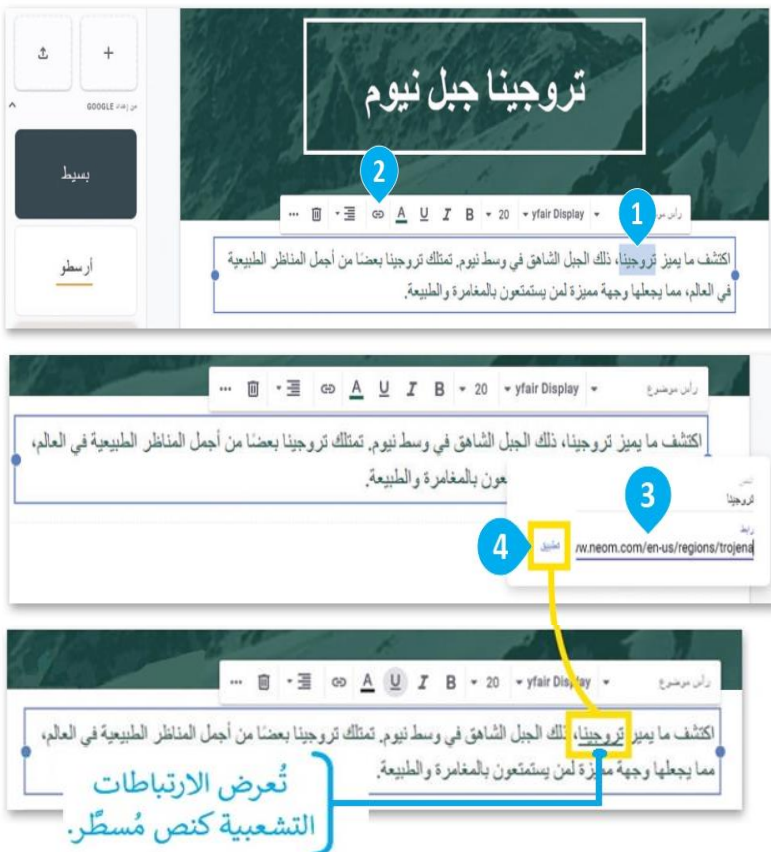 تروجينا جبل نيوم
من إعداد GOOGLE
بسيط
أرسطو
2
1
B I U A
20
yfair Display
رأس موضوع
اكتشف ما يميز تروجينا، ذلك الجبل الشاهق في وسط نيوم. تمتلك تروجينا بعضًا من أجمل المناظر الطبيعية
في العالم، مما يجعلها وجهة مميزة لمن يستمتعون بالمغامرة والطبيعة.
رأس موضوع
yfair Display
20
B I U A
اكتشف ما يميز تروجينا، ذلك الجبل الشاهق في وسط نيوم. تمتلك تروجينا بعضًا من أجمل المناظر الطبيعية في العالم،
عون بالمغامرة والطبيعة.
النص
تروجينا
3
رابط
w.neom.com/en-us/regions/trojena
تطبيق
4
رأس موضوع
yfair Display
20
B I U A
اكتشف ما يميز تروجينا، ذلك الجبل الشاهق في وسط نيوم. تمتلك تروجينا بعضًا من أجمل المناظر الطبيعية في العالم،
مما يجعلها وجهة مميزة لمن يستمتعون بالمغامرة والطبيعة.
تُعرض الارتباطات
التشعبية كنص مُسطَّر.